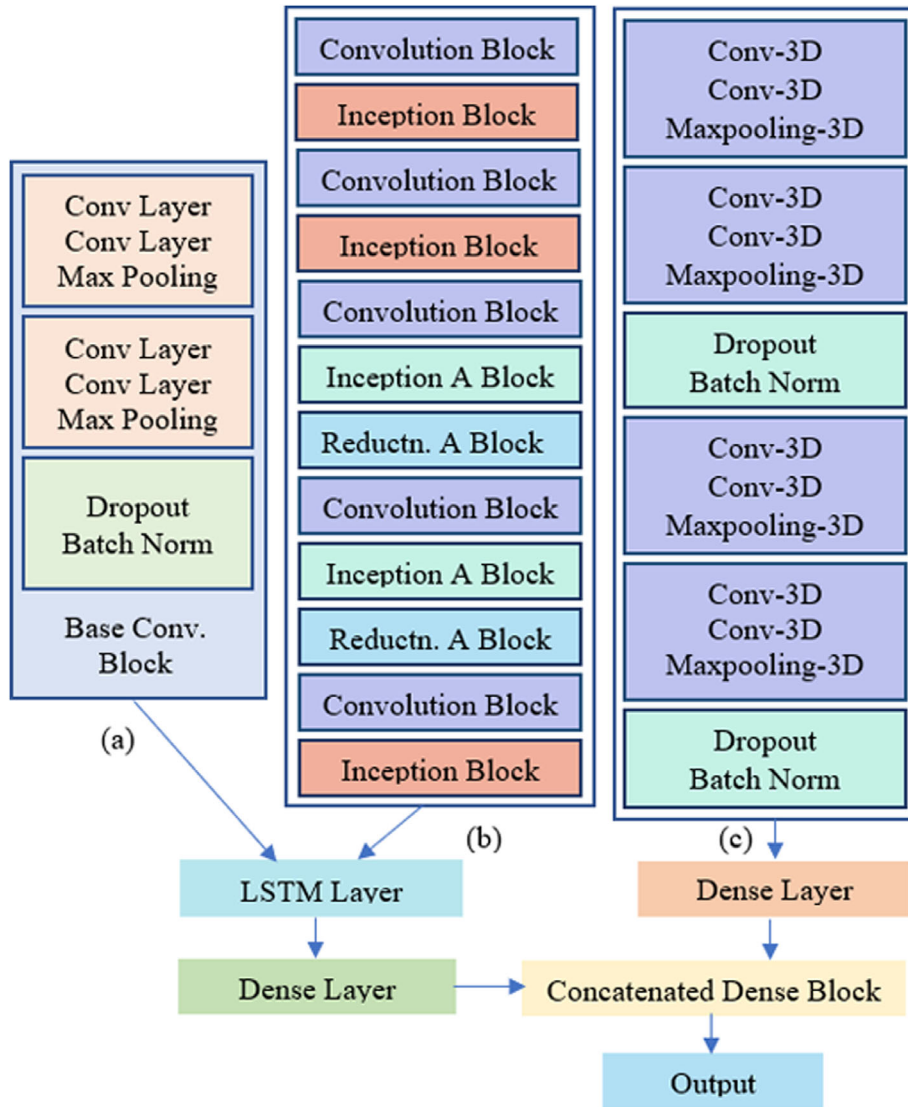 Conv Layer
Conv Layer
Max Pooling
Conv Layer
Conv Layer
Max Pooling
Dropout
Batch Norm
Base Conv.
Block
(a)
Convolution Block
Inception Block
Convolution Block
Inception Block
Convolution Block
Inception A Block
Reductn. A Block
Convolution Block
Inception A Block
Reductn. A Block
Convolution Block
Inception Block
(b)
Conv-3D
Conv-3D
Maxpooling-3D
Conv-3D
Conv-3D
Maxpooling-3D
Dropout
Batch Norm
Conv-3D
Conv-3D
Maxpooling-3D
Conv-3D
Conv-3D
Maxpooling-3D
Dropout
Batch Norm
(c)
LSTM Layer
Dense Layer
Dense Layer
Concatenated Dense Block
Output